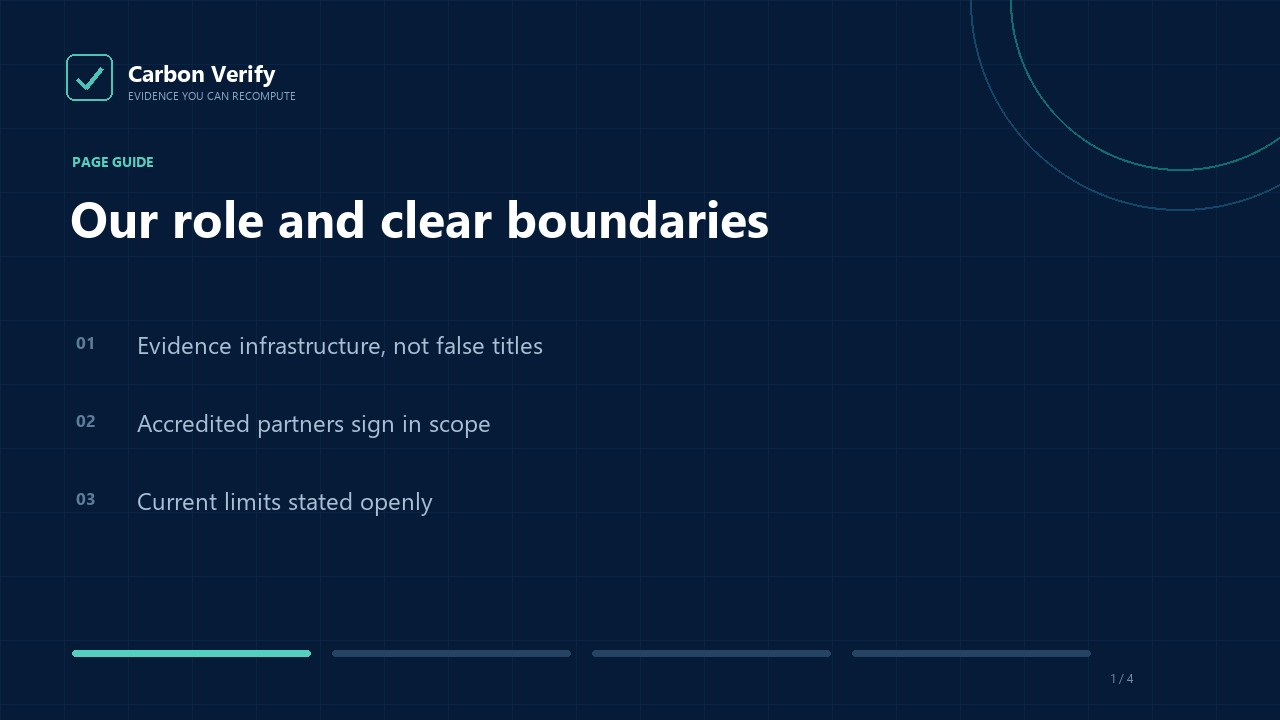 Carbon Verify
EVIDENCE YOU CAN RECOMPUTE
PAGE GUIDE
Our role and clear boundaries
01 Evidence infrastructure, not false titles
02 Accredited partners sign in scope
03 Current limits stated openly
1 / 4